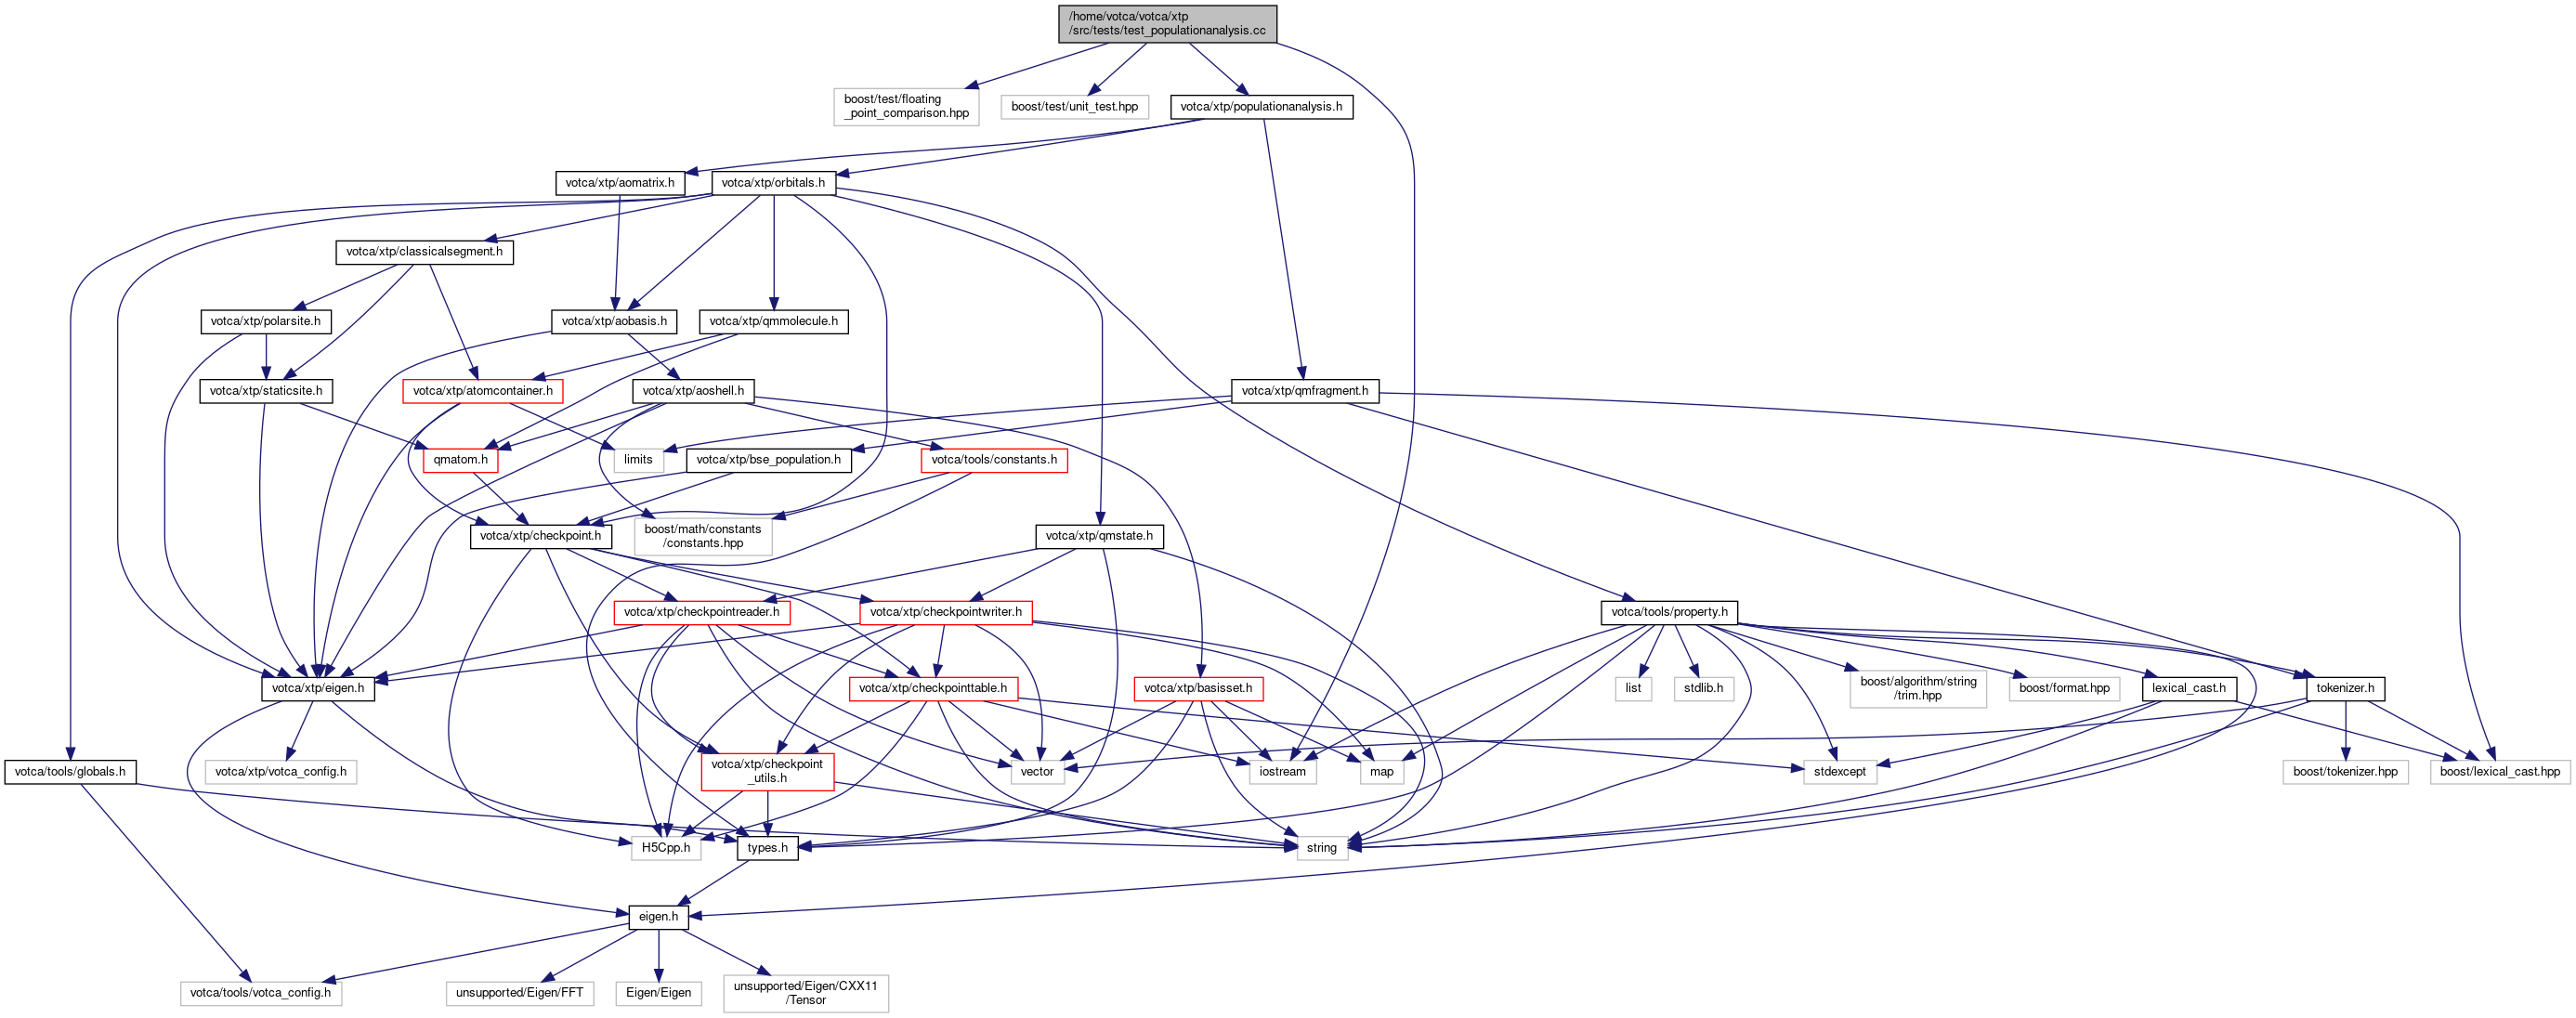 /home/votca/votca/xtp
/src/tests/test_populationanalysis.cc
boost/test/floating
_point_comparison.hpp
boost/test/unit_test.hpp
votca/xtp/populationanalysis.h
votca/xtp/aomatrix.h
votca/xtp/orbitals.h
votca/xtp/classicalsegment.h
votca/xtp/polarsite.h
votca/xtp/aobasis.h
votca/xtp/qmmolecule.h
votca/xtp/staticsite.h
votca/xtp/atomcontainer.h
votca/xtp/aoshell.h
votca/xtp/qmfragment.h
qmatom.h
limits
votca/xtp/bse_population.h
votca/tools/constants.h
votca/xtp/checkpoint.h
boost/math/constants
/constants.hpp
votca/xtp/qmstate.h
votca/xtp/checkpointreader.h
votca/xtp/checkpointwriter.h
votca/tools/property.h
votca/xtp/eigen.h
votca/xtp/checkpointtable.h
votca/xtp/basisset.h
list
stdlib.h
boost/algorithm/string
/trim.hpp
boost/format.hpp
lexical_cast.h
tokenizer.h
votca/tools/globals.h
votca/xtp/votca_config.h
votca/xtp/checkpoint
_utils.h
vector
iostream
map
stdexcept
boost/tokenizer.hpp
boost/lexical_cast.hpp
H5Cpp.h
types.h
string
eigen.h
votca/tools/votca_config.h
unsupported/Eigen/FFT
Eigen/Eigen
unsupported/Eigen/CXX11
/Tensor